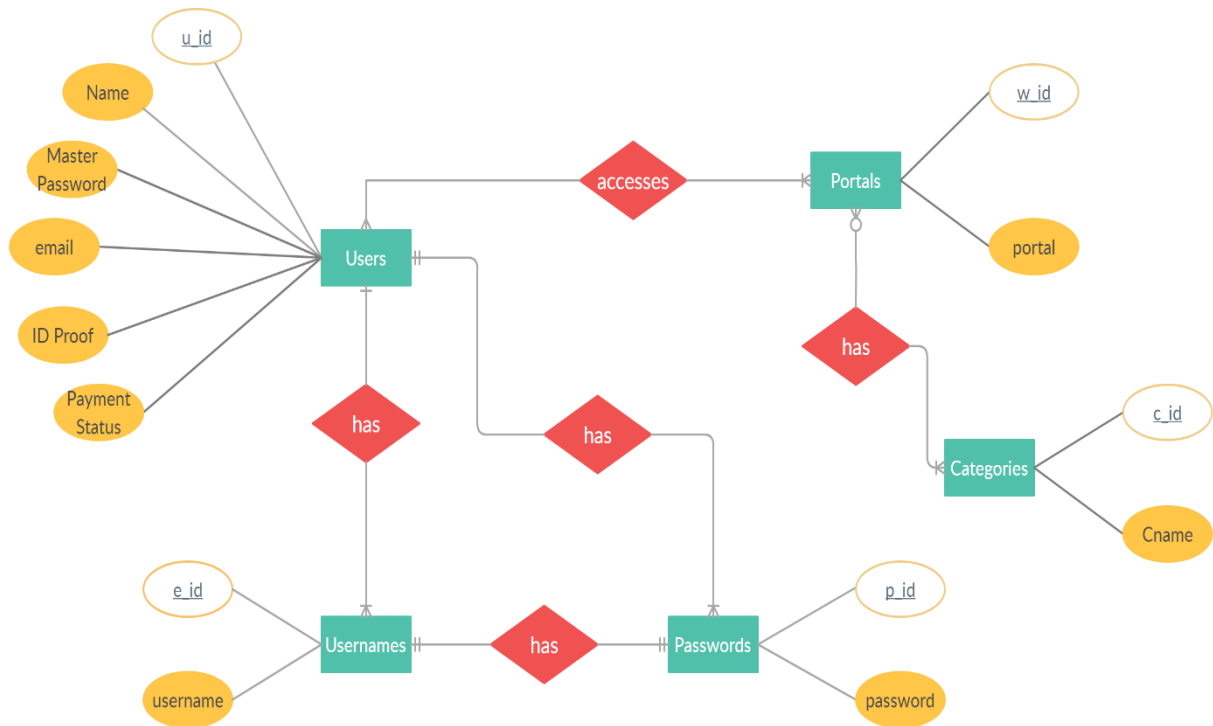 u_id
Name
Master
Password
email
ID Proof
Payment
Status
Users
accesses
Portals
w_id
portal
has
has
has
Categories
c_id
Cname
e_id
username
Usernames
has
Passwords
p_id
password